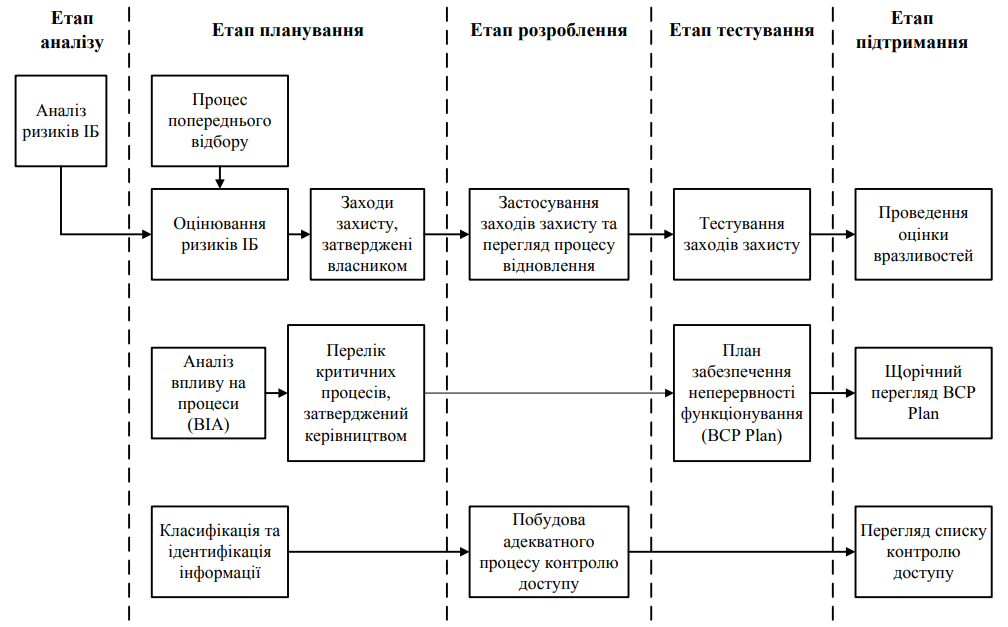 Етап
аналізу
Етап планування
Етап розроблення
Етап тестування
Етап
підтримання
Аналіз
ризиків ІБ
Процес
попереднього
відбору
Оцінювання
ризиків ІБ
Заходи
захисту,
затверджені
власником
Застосування
заходів захисту та
перегляд процесу
відновлення
Тестування
заходів захисту
Проведення
оцінки
вразливостей
Аналіз
впливу на
процеси
(BIA)
Перелік
критичних
процесів,
затверджений
керівництвом
План
забезпечення
неперервності
функціонування
(BCP Plan)
Щорічний
перегляд BCP
Plan
Класифікація та
ідентифікація
інформації
Побудова
адекватного
процесу контролю
доступу
Перегляд списку
контролю
доступу